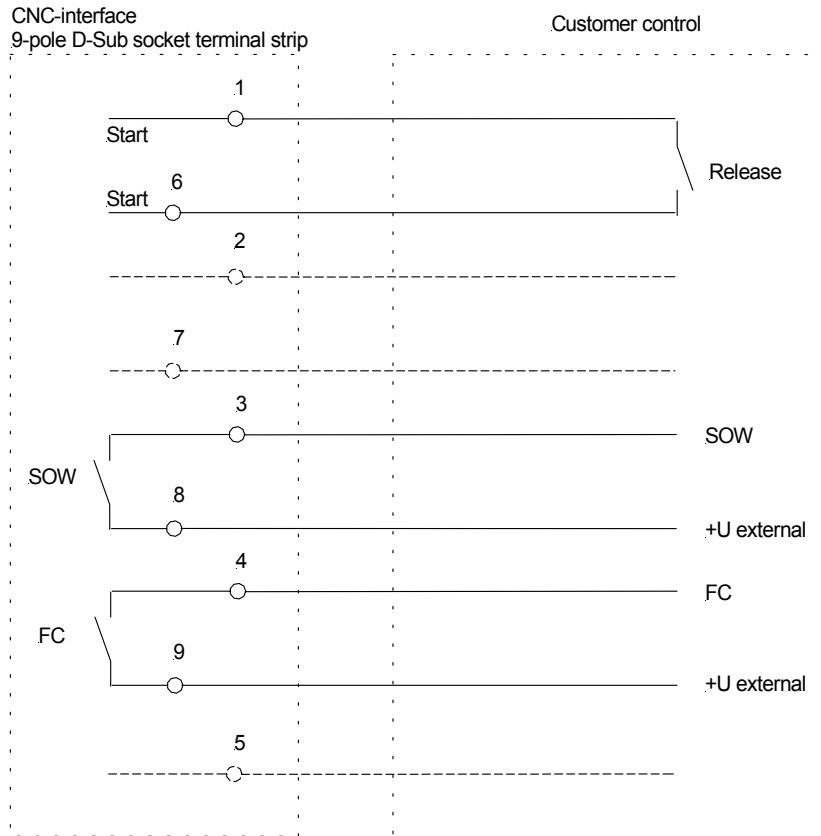 CNC-interface
Customer control
9-pole D-Sub socket terminal strip
1
Start
Release
6
Start
2
7
3
SOW
SOW
8
+U external
4
FC
FC
9
+U external
5